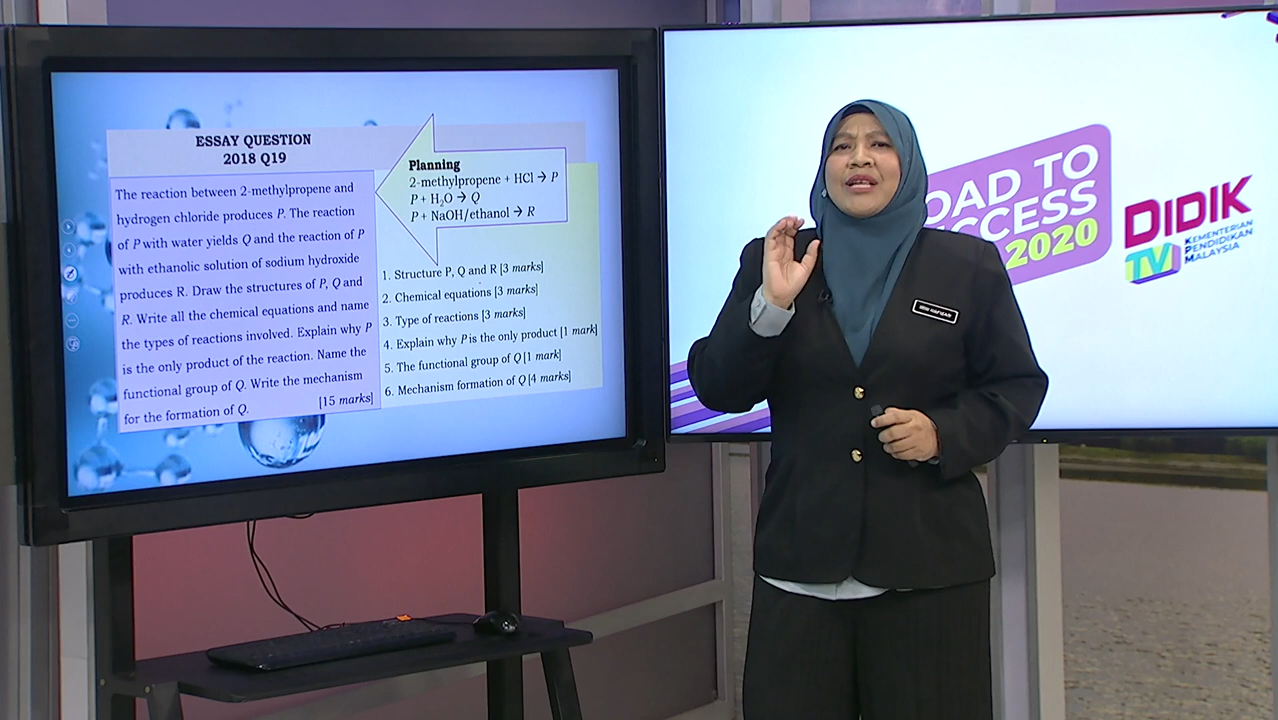 ESSAY QUESTION
2018 Q19
The reaction between 2-methylpropene and
hydrogen chloride produces P. The reaction
of P with water yields Q and the reaction of P
with ethanolic solution of sodium hydroxide
produces R. Draw the structures of P, Q and
R. Write all the chemical equations and name
the types of reactions involved. Explain why P
is the only product of the reaction. Name the
functional group of Q. Write the mechanism
for the formation of Q.
[15 marks]
Planning
2-methylpropene + HCl → P
P + H₂O → Q
P + NaOH/ethanol → R
1. Structure P, Q and R [3 marks]
2. Chemical equations [3 marks]
3. Type of reactions [3 marks]
4. Explain why P is the only product [1 mark]
5. The functional group of Q [1 mark]
6. Mechanism formation of Q [4 marks]
OAD TO
CCESS
2020
DIDIK
TV
KEMENTERIAN
PENDIDIKAN
MALAYSIA